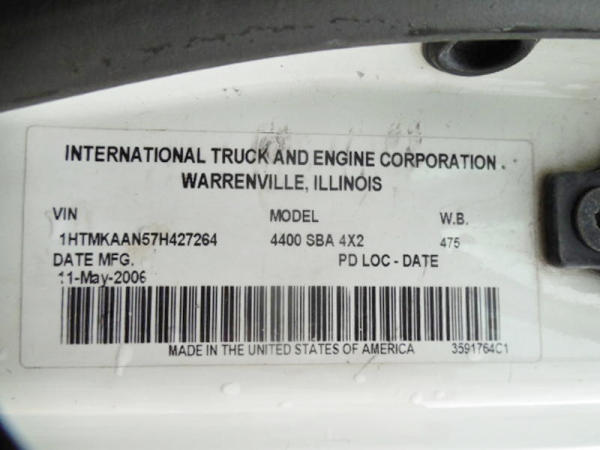 INTERNATIONAL TRUCK AND ENGINE CORPORATION
WARRENVILLE, ILLINOIS
VIN MODEL W.B.
1HTMKAAN57H427264 4400 SBA 4X2 475
DATE MFG. PD LOC - DATE
11-May-2006
MADE IN THE UNITED STATES OF AMERICA 3591764C1